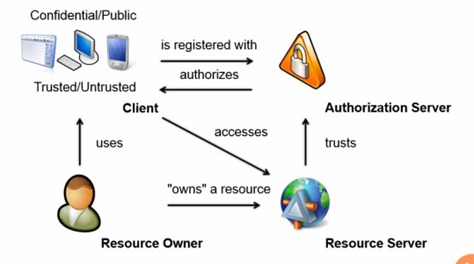 Confidential/Public
is registered with
authorizes
Trusted/Untrusted
Client
Authorization Server
accesses
uses
trusts
"owns" a resource
Resource Owner
Resource Server